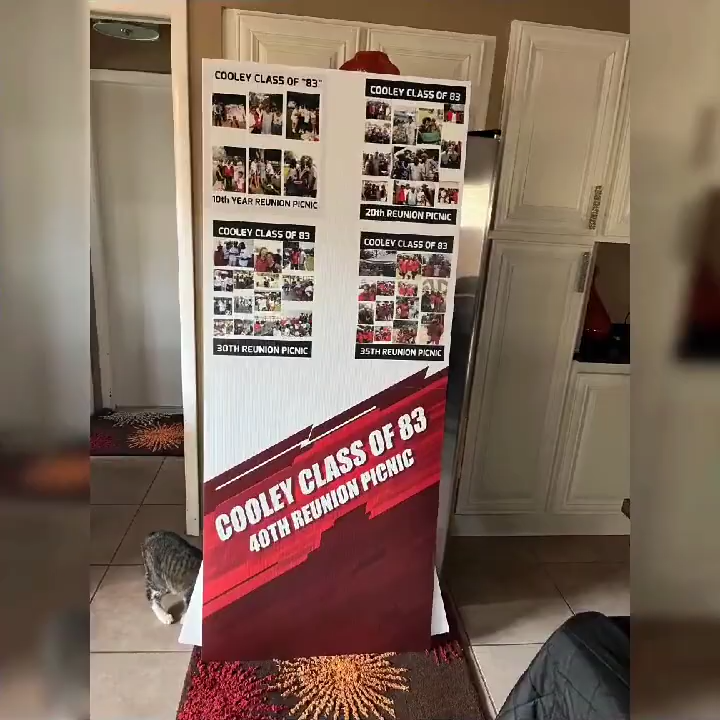 COOLEY CLASS OF "83"
10th YEAR REUNION PICNIC
COOLEY CLASS OF 83
20th REUNION PICNIC
COOLEY CLASS OF 83
30TH REUNION PICNIC
COOLEY CLASS OF 83
35TH REUNION PICNIC
COOLEY CLASS OF 83
40TH REUNION PICNIC